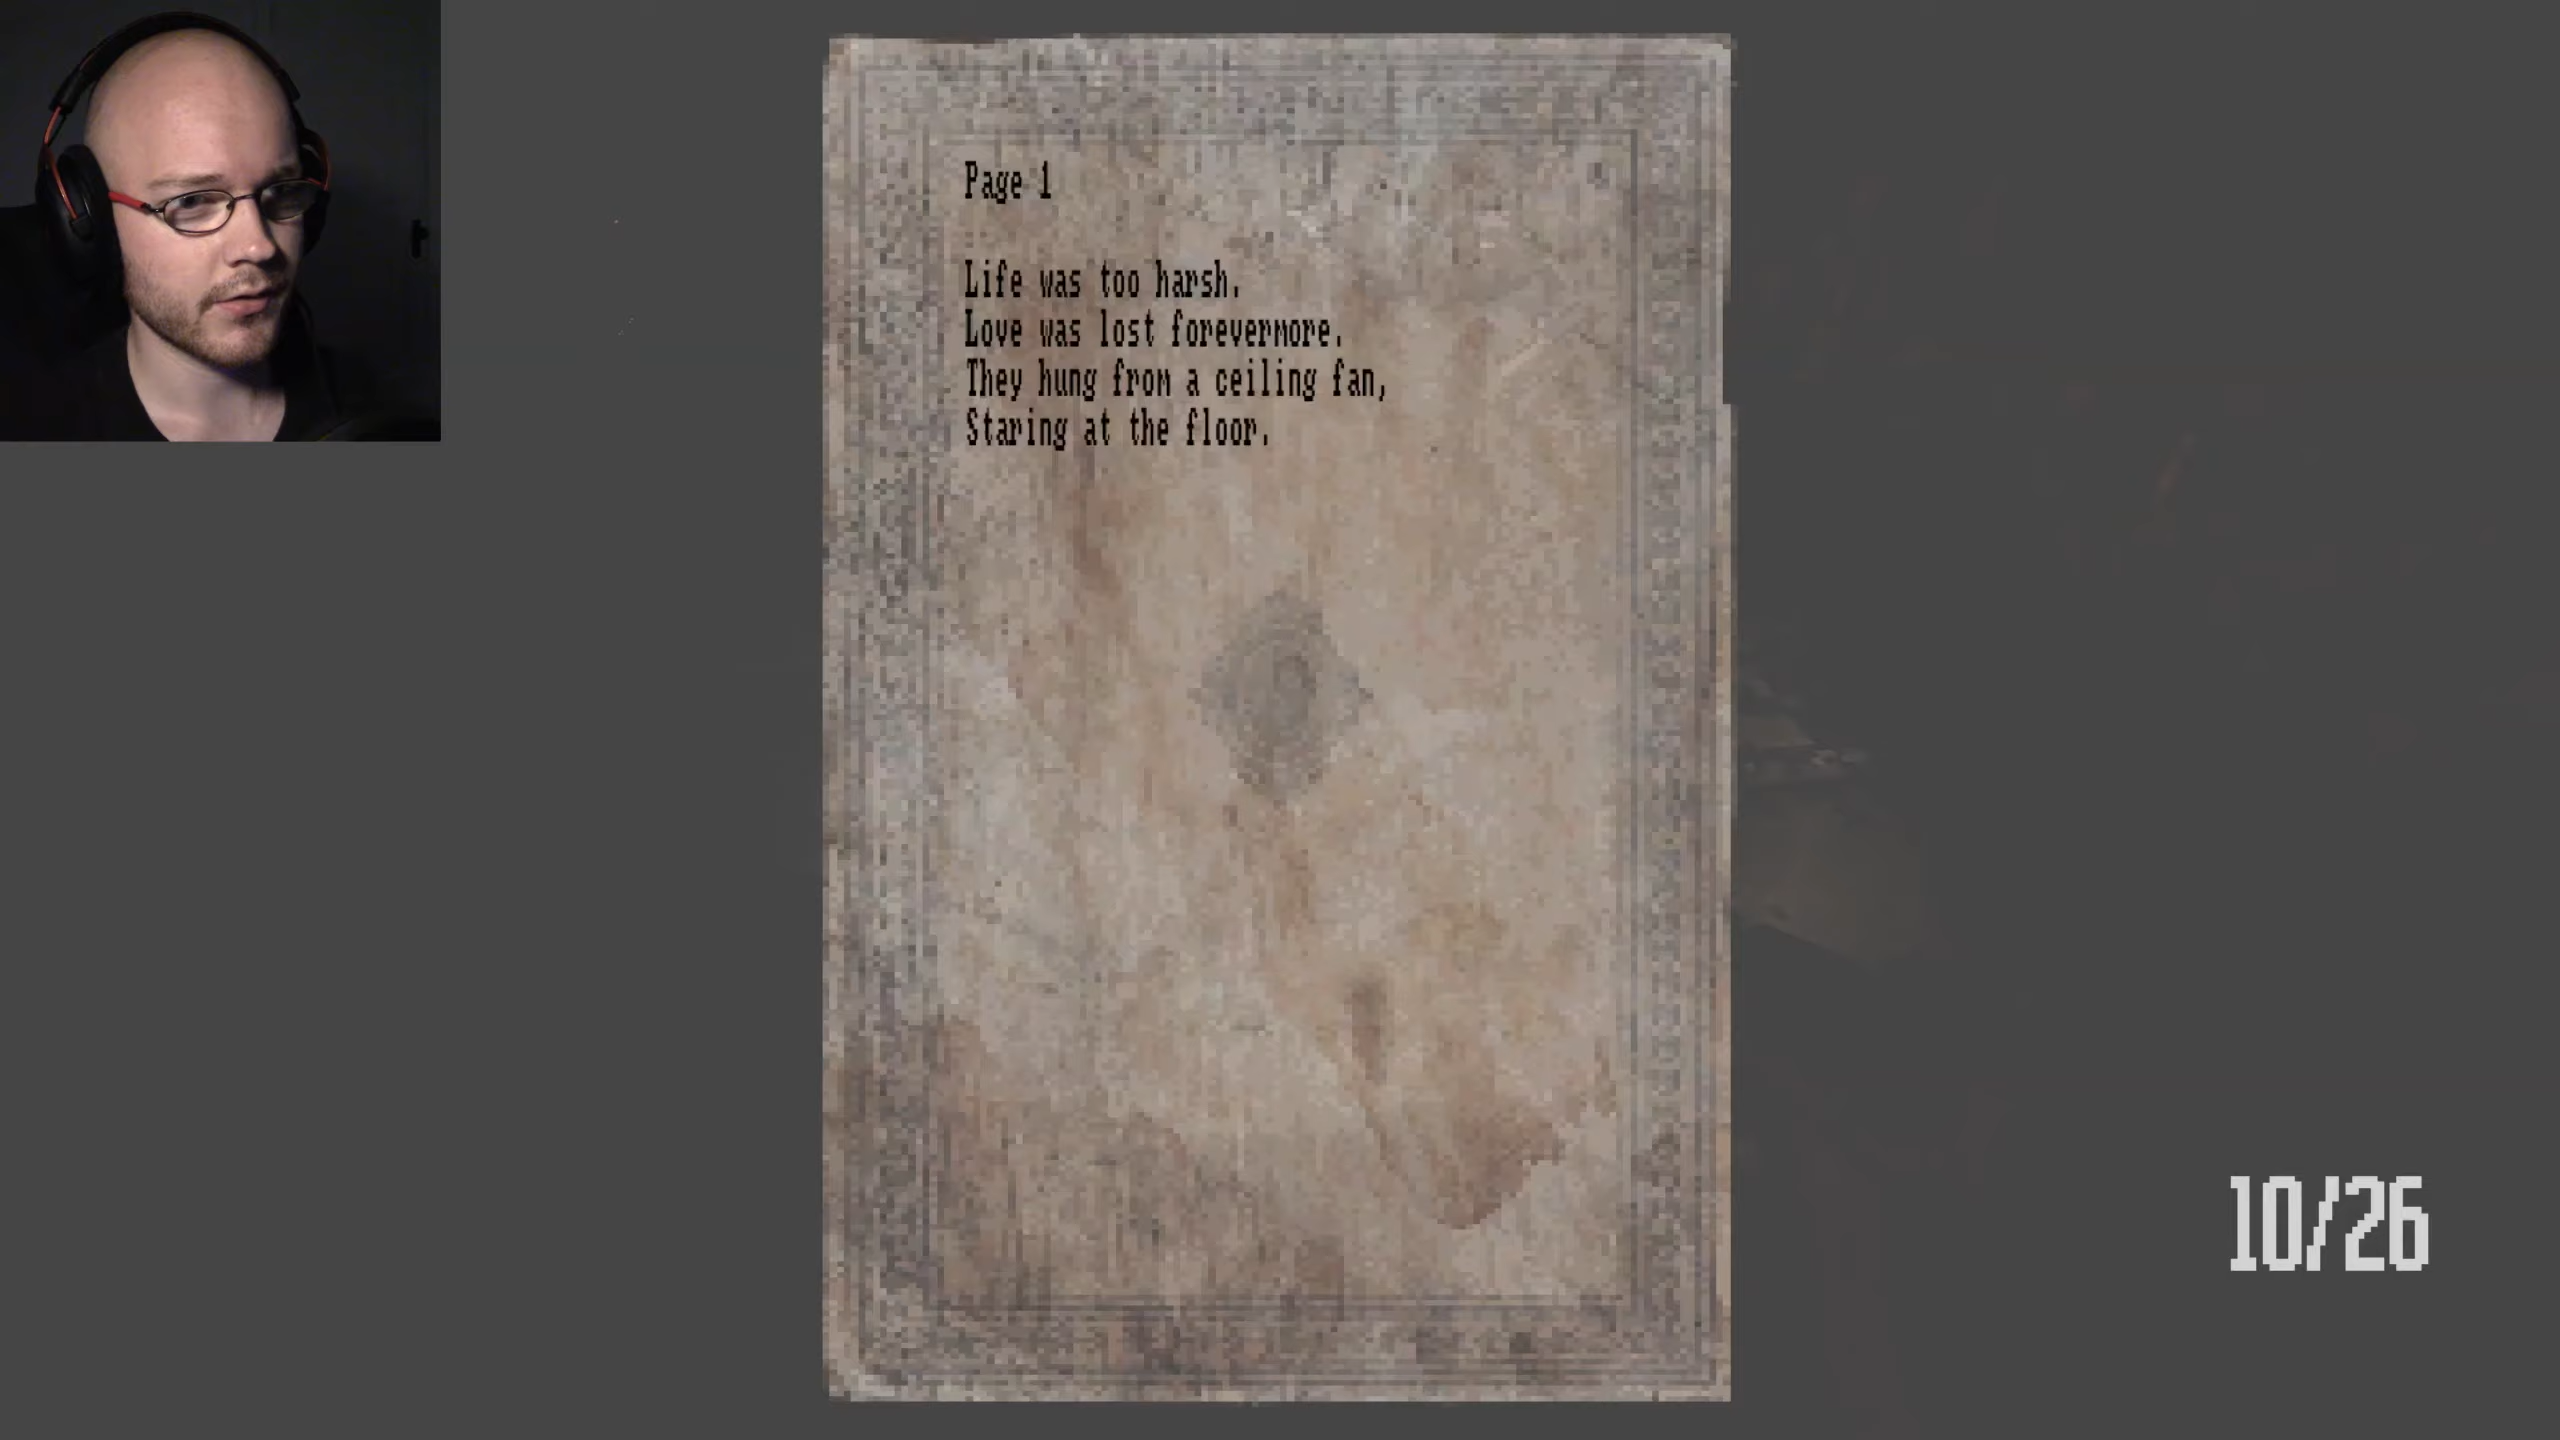 Page 1
Life was too harsh.
Love was lost forevermore.
They hung from a ceiling fan,
Staring at the floor.
10/26